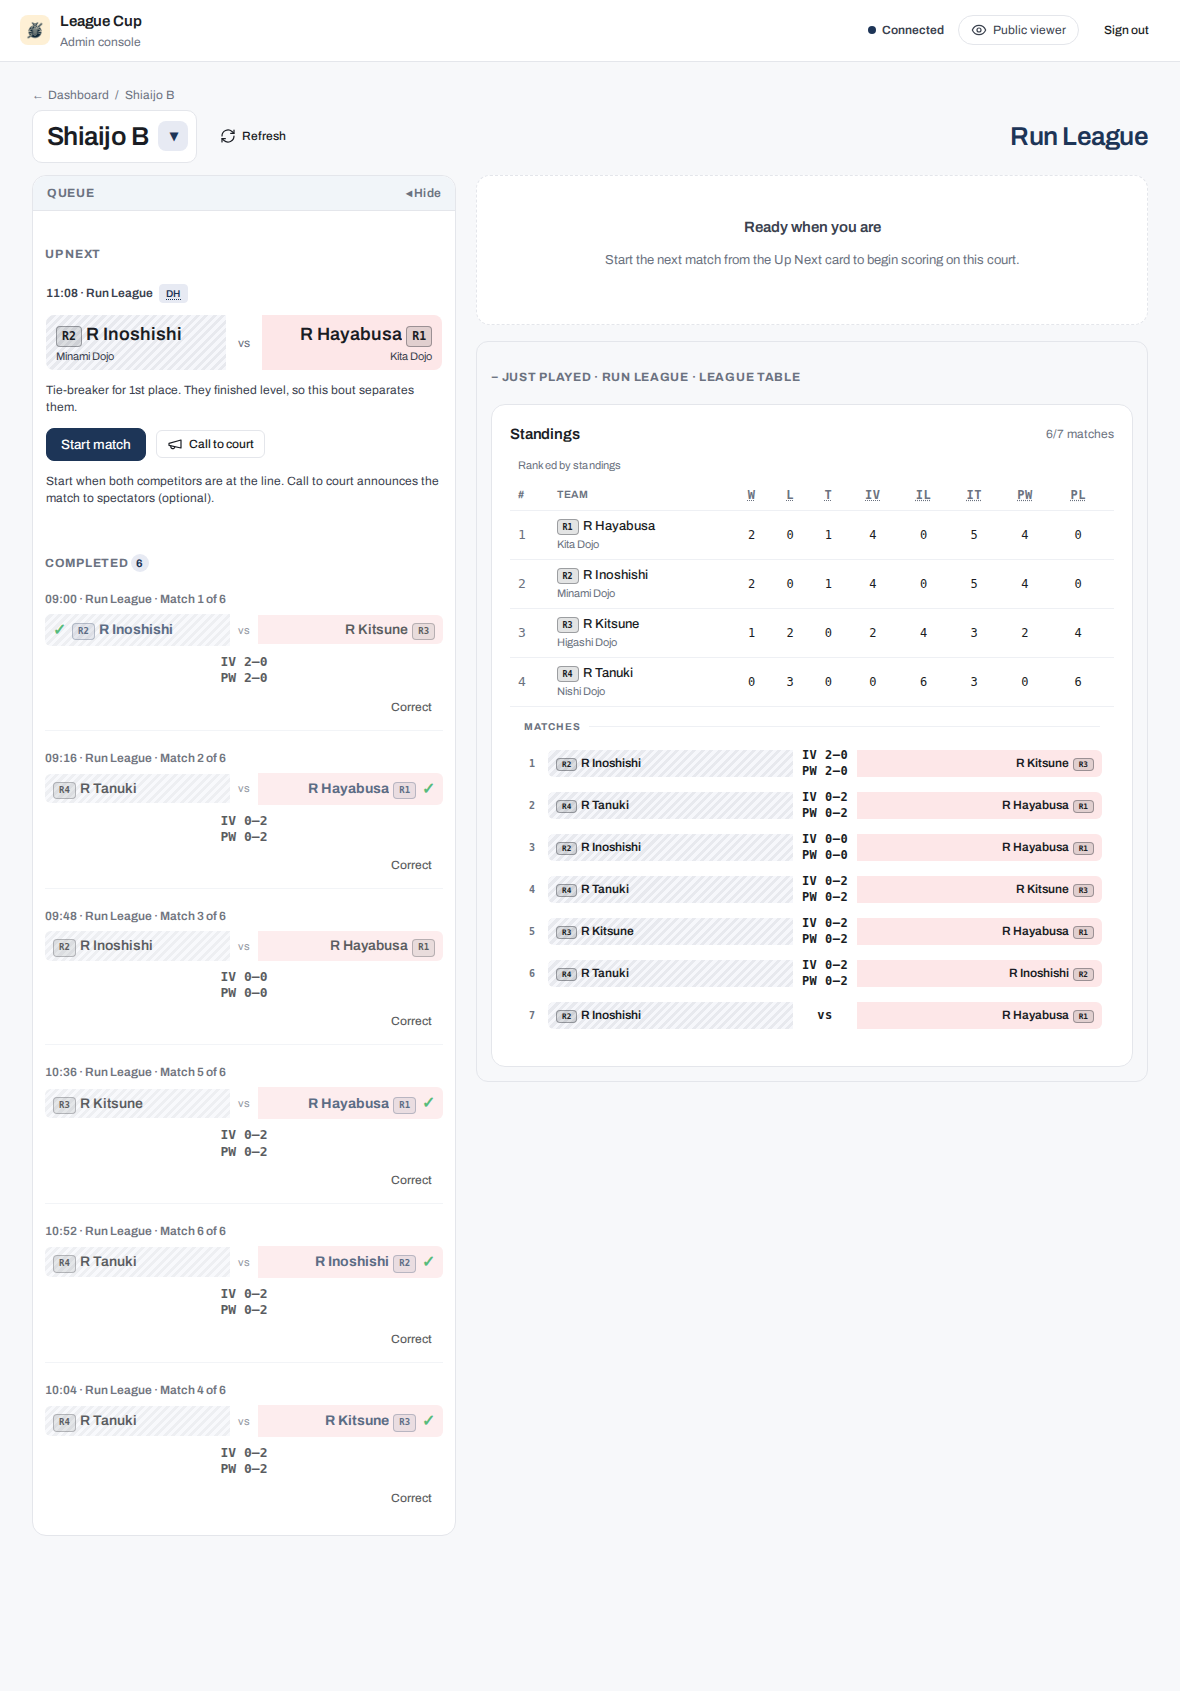 League Cup
Admin console
Connected
Public viewer
Sign out
← Dashboard / Shiaijo B
Shiaijo B ▼
Refresh
Run League
QUEUE
◂ Hide
UP NEXT
11:08 · Run League DH
R2 R Inoshishi
Minami Dojo
vs
R Hayabusa R1
Kita Dojo
Tie-breaker for 1st place. They finished level, so this bout separates
them.
Start match
Call to court
Start when both competitors are at the line. Call to court announces the
match to spectators (optional).
COMPLETED 6
09:00 · Run League · Match 1 of 6
✓ R2 R Inoshishi vs R Kitsune R3
IV 2–0
PW 2–0
Correct
09:16 · Run League · Match 2 of 6
R4 R Tanuki vs R Hayabusa R1 ✓
IV 0–2
PW 0–2
Correct
09:48 · Run League · Match 3 of 6
R2 R Inoshishi vs R Hayabusa R1
IV 0–0
PW 0–0
Correct
10:36 · Run League · Match 5 of 6
R3 R Kitsune vs R Hayabusa R1 ✓
IV 0–2
PW 0–2
Correct
10:52 · Run League · Match 6 of 6
R4 R Tanuki vs R Inoshishi R2 ✓
IV 0–2
PW 0–2
Correct
10:04 · Run League · Match 4 of 6
R4 R Tanuki vs R Kitsune R3 ✓
IV 0–2
PW 0–2
Correct
Ready when you are
Start the next match from the Up Next card to begin scoring on this court.
– JUST PLAYED · RUN LEAGUE · LEAGUE TABLE
Standings
6/7 matches
Ranked by standings
# TEAM W L T IV IL IT PW PL
1 R1 R Hayabusa 2 0 1 4 0 5 4 0
Kita Dojo
2 R2 R Inoshishi 2 0 1 4 0 5 4 0
Minami Dojo
3 R3 R Kitsune 1 2 0 2 4 3 2 4
Higashi Dojo
4 R4 R Tanuki 0 3 0 0 6 3 0 6
Nishi Dojo
MATCHES
1 R2 R Inoshishi IV 2–0 R Kitsune R3
PW 2–0
2 R4 R Tanuki IV 0–2 R Hayabusa R1
PW 0–2
3 R2 R Inoshishi IV 0–0 R Hayabusa R1
PW 0–0
4 R4 R Tanuki IV 0–2 R Kitsune R3
PW 0–2
5 R3 R Kitsune IV 0–2 R Hayabusa R1
PW 0–2
6 R4 R Tanuki IV 0–2 R Inoshishi R2
PW 0–2
7 R2 R Inoshishi vs R Hayabusa R1